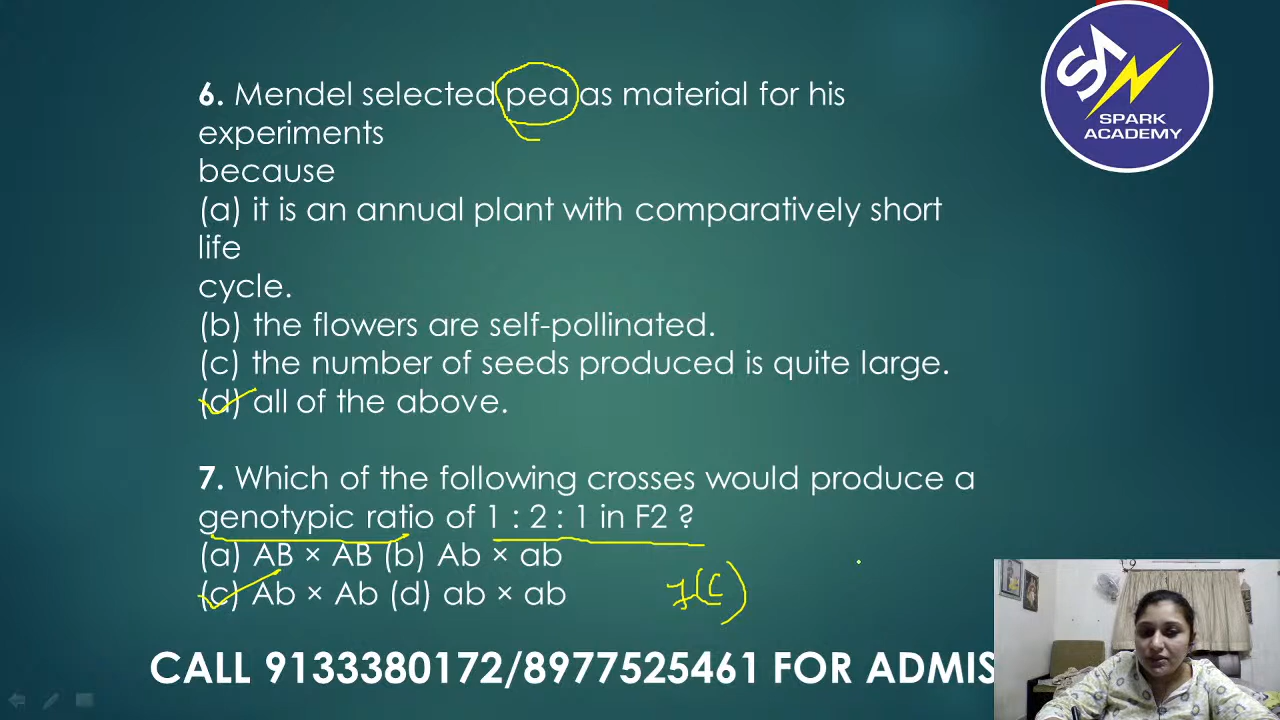 6. Mendel selected pea as material for his
experiments
because
(a) it is an annual plant with comparatively short
life
cycle.
(b) the flowers are self-pollinated.
(c) the number of seeds produced is quite large.
(d) all of the above.
7. Which of the following crosses would produce a
genotypic ratio of 1 : 2 : 1 in F2 ?
(a) AB × AB (b) Ab × ab
(c) Ab × Ab (d) ab × ab
CALL 9133380172/8977525461 FOR ADMIS
SPARK
ACADEMY